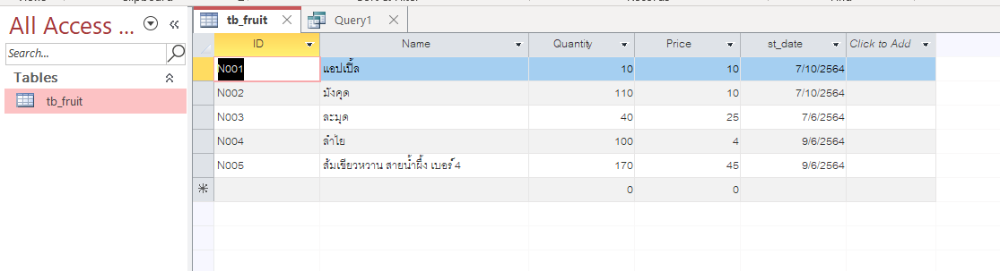 tb_fruit Query1
All Access ...
Search...
Tables
tb_fruit
ID Name Quantity Price st_date Click to Add
N001 แอปเปิ้ล 10 10 7/10/2564
N002 มังคุด 110 10 7/10/2564
N003 ละมุด 40 25 7/6/2564
N004 ลำไย 100 4 9/6/2564
N005 ส้มเขียวหวาน สายน้ำผึ้ง เบอร์ 4 170 45 9/6/2564
0 0